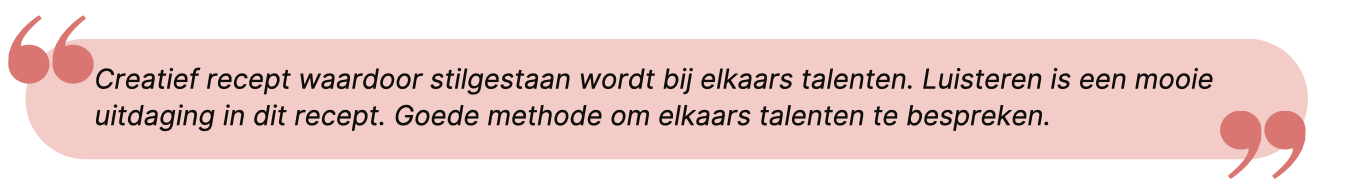 Creatief recept waardoor stilgestaan wordt bij elkaars talenten. Luisteren is een mooie
uitdaging in dit recept. Goede methode om elkaars talenten te bespreken.